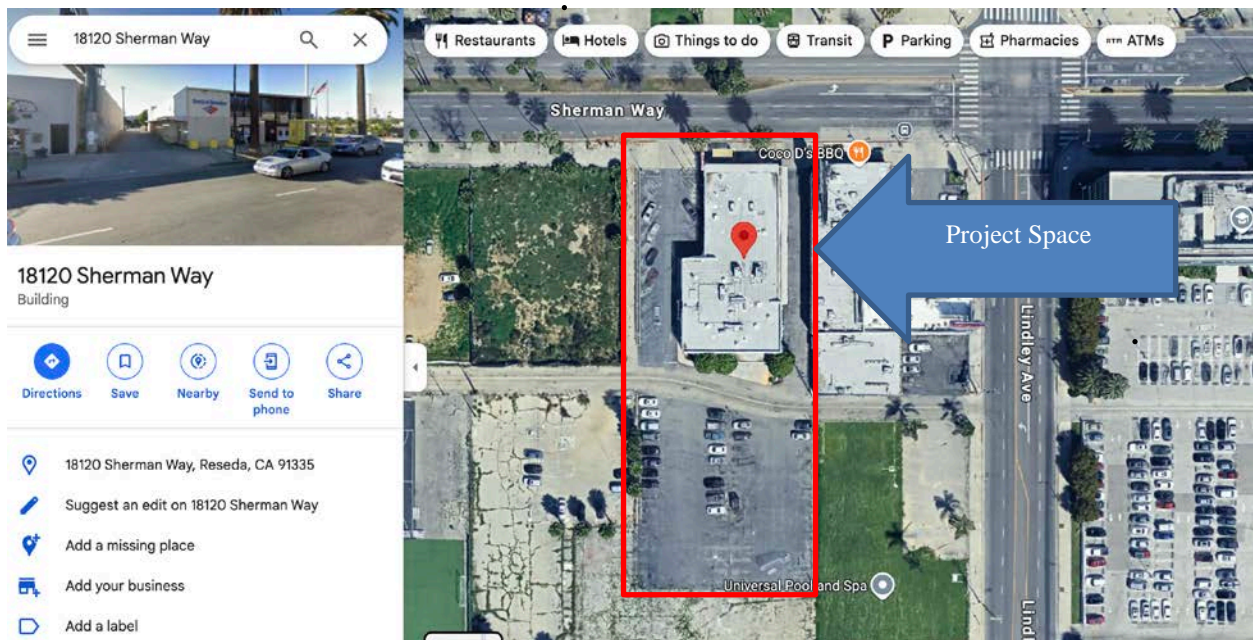 18120 Sherman Way
Restaurants
Hotels
Things to do
Transit
P Parking
Pharmacies
ATMs
Sherman Way
Coco D's BBQ
Project Space
18120 Sherman Way
Building
Directions
Save
Nearby
Send to
phone
Share
Lindley Ave
18120 Sherman Way, Reseda, CA 91335
Suggest an edit on 18120 Sherman Way
Add a missing place
Add your business
Universal Pool and Spa
Add a label